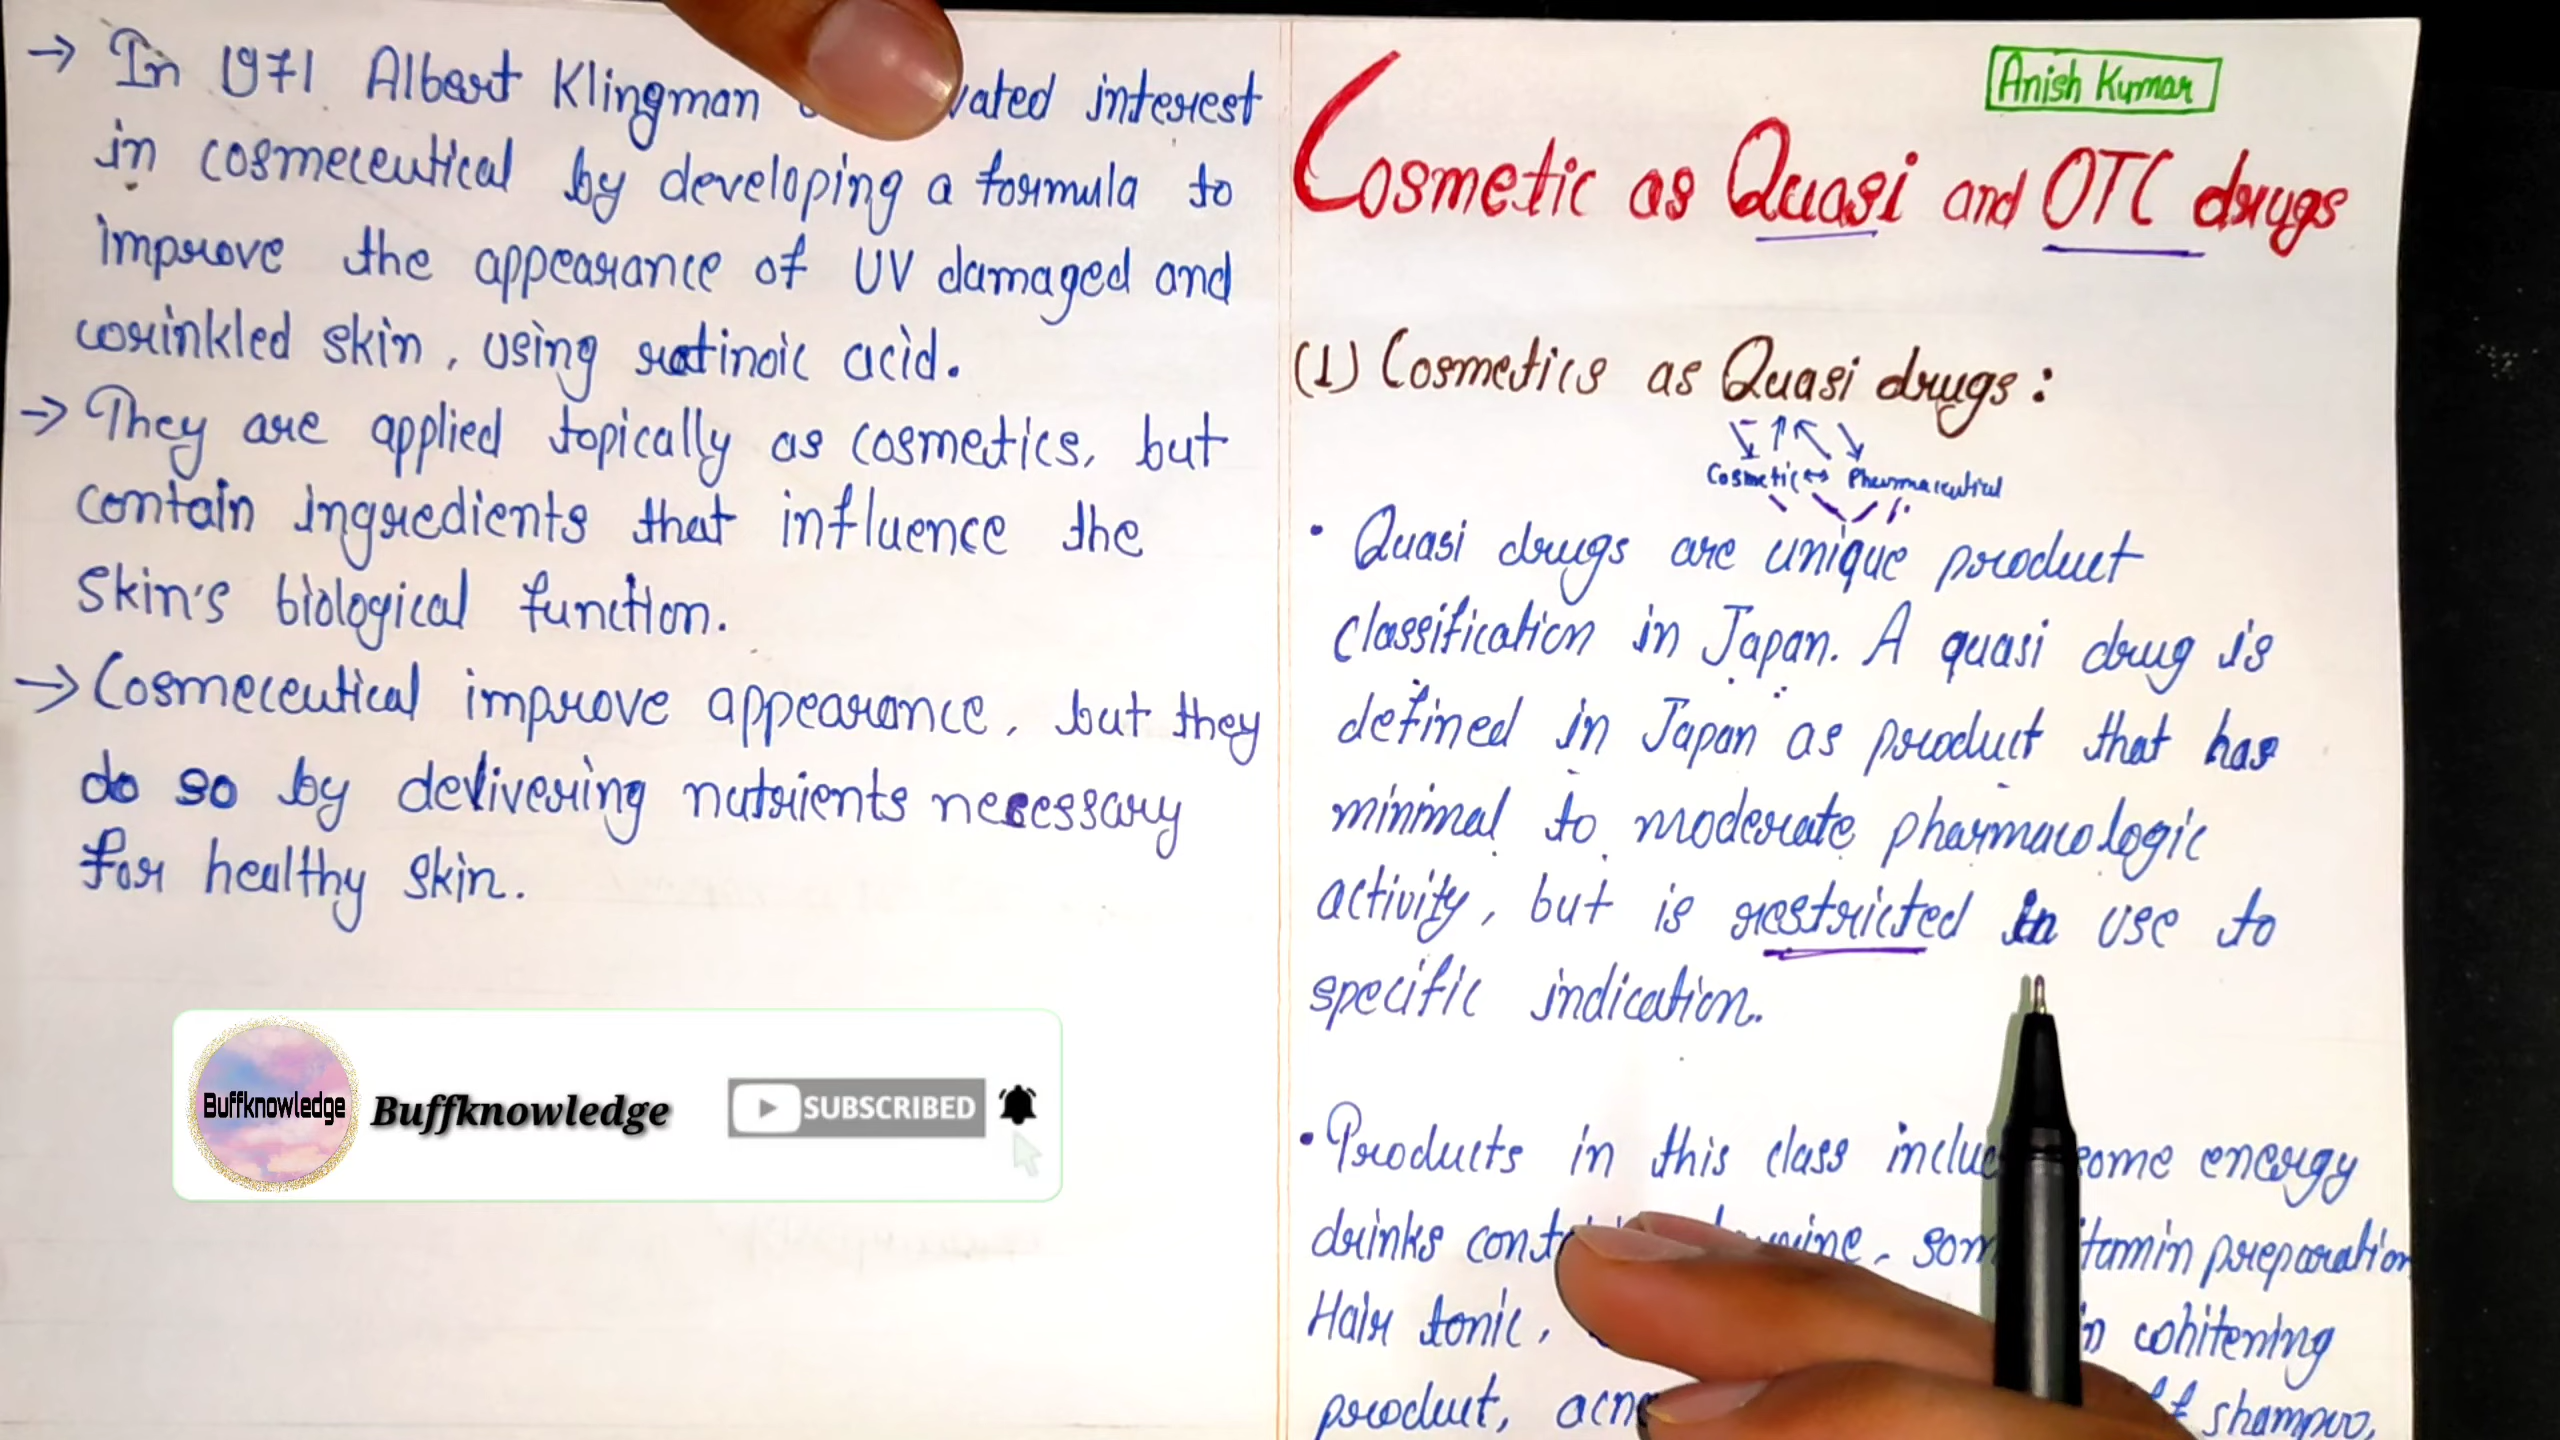 → In 1971 Albert Klingman interest
in cosmeceutical by developing a formula to
improve the appearance of UV damaged and
wrinkled skin, using retinoic acid.
→ They are applied topically as cosmetics, but
contain ingredients that influence the
skin's biological function.
→ Cosmeceutical improve appearance, but they
do so by delivering nutrients necessary
for healthy skin.
Buffknowledge
Buffknowledge
SUBSCRIBED
Anish Kumar
Cosmetic as Quasi and OTC drugs
(1) Cosmetics as Quasi drugs:
Cosmetic ↔ Pharmaceutical
• Quasi drugs are unique product
classification in Japan. A quasi drug is
defined in Japan as product that has
minimal to moderate pharmacologic
activity, but is restricted in use to
specific indication.
• Products in this class some energy
drinks preparation
Hair tonic, whitening
product, shampoo,